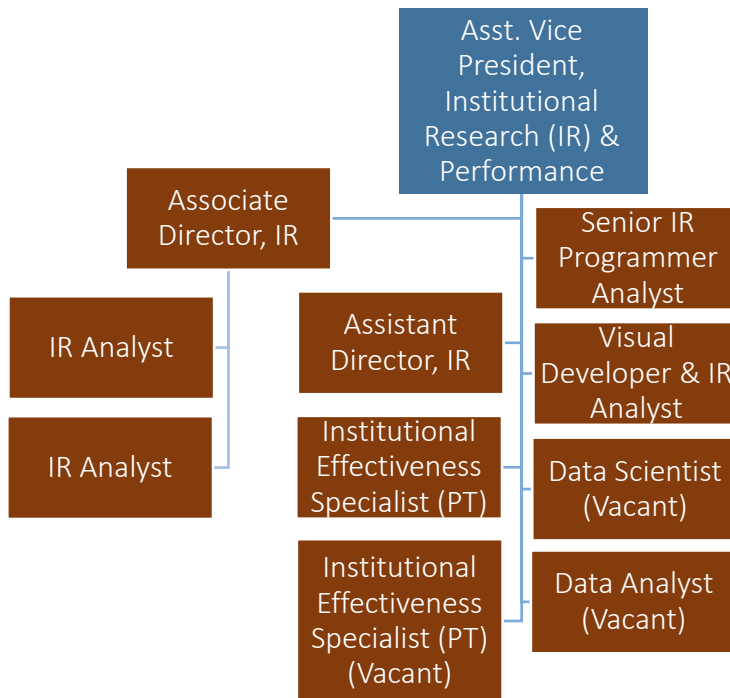 Asst. Vice
President,
Institutional
Research (IR) &
Performance
Associate
Director, IR
Senior IR
Programmer
Analyst
IR Analyst
Assistant
Director, IR
Visual
Developer & IR
Analyst
IR Analyst
Institutional
Effectiveness
Specialist (PT)
Data Scientist
(Vacant)
Institutional
Effectiveness
Specialist (PT)
(Vacant)
Data Analyst
(Vacant)